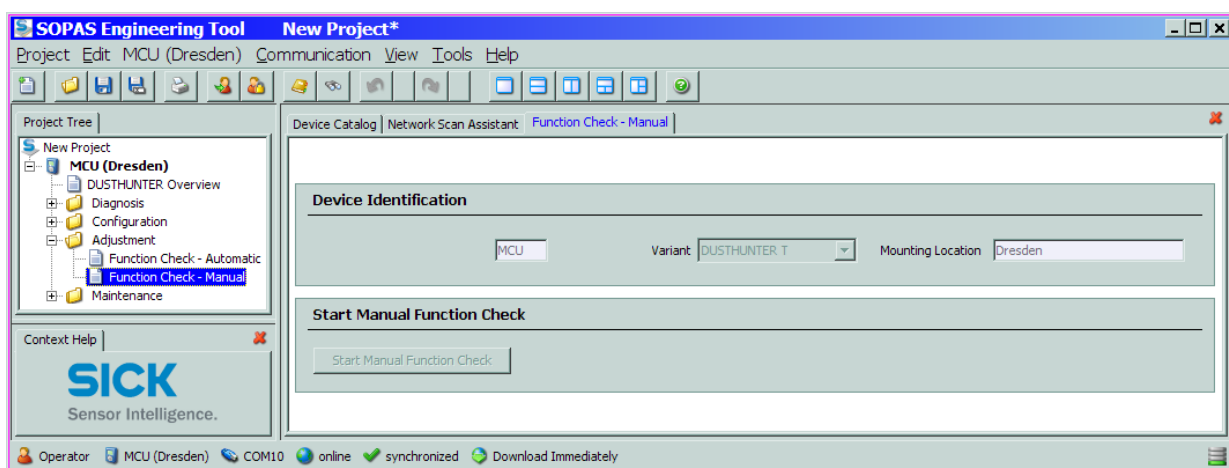 SOPAS Engineering Tool New Project*
Project Edit MCU (Dresden) Communication View Tools Help
Project Tree
New Project
MCU (Dresden)
DUSTHUNTER Overview
Diagnosis
Configuration
Adjustment
Function Check - Automatic
Function Check - Manual
Maintenance
Context Help
SICK
Sensor Intelligence.
Device Catalog Network Scan Assistant Function Check - Manual
Device Identification
MCU Variant DUSTHUNTER T Mounting Location Dresden
Start Manual Function Check
Start Manual Function Check
Operator MCU (Dresden) COM10 online synchronized Download Immediately